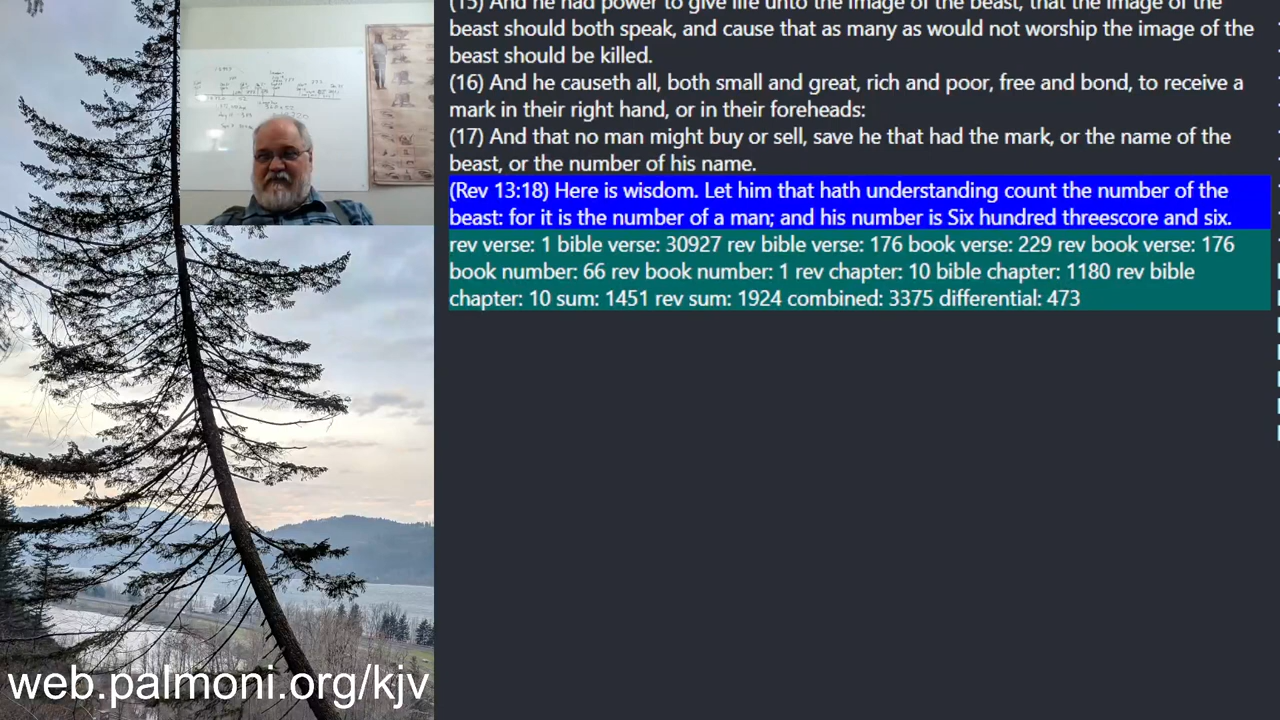 (15) And he had power to give life unto the image of the beast, that the image of the
beast should both speak, and cause that as many as would not worship the image of the
beast should be killed.
(16) And he causeth all, both small and great, rich and poor, free and bond, to receive a
mark in their right hand, or in their foreheads:
(17) And that no man might buy or sell, save he that had the mark, or the name of the
beast, or the number of his name.
(Rev 13:18) Here is wisdom. Let him that hath understanding count the number of the
beast: for it is the number of a man; and his number is Six hundred threescore and six.
rev verse: 1 bible verse: 30927 rev bible verse: 176 book verse: 229 rev book verse: 176
book number: 66 rev book number: 1 rev chapter: 10 bible chapter: 1180 rev bible
chapter: 10 sum: 1451 rev sum: 1924 combined: 3375 differential: 473
web.palmoni.org/kjv